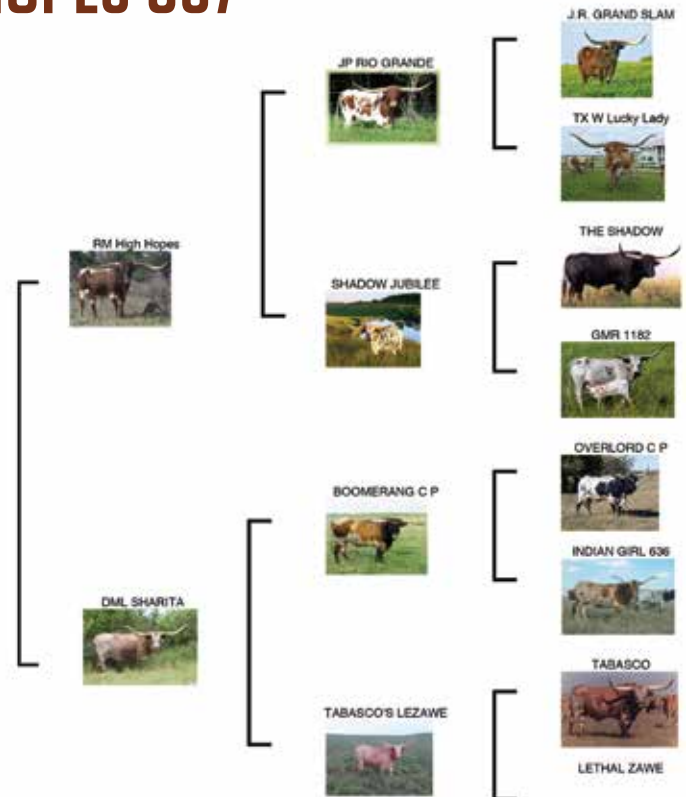 J.R. GRAND SLAM
JP RIO GRANDE
TX W Lucky Lady
RM High Hopes
THE SHADOW
SHADOW JUBILEE
GMR 1182
OVERLORD C P
BOOMERANG C P
INDIAN GIRL 636
DML SHARITA
TABASCO
TABASCO'S LEZAWE
LETHAL ZAWE